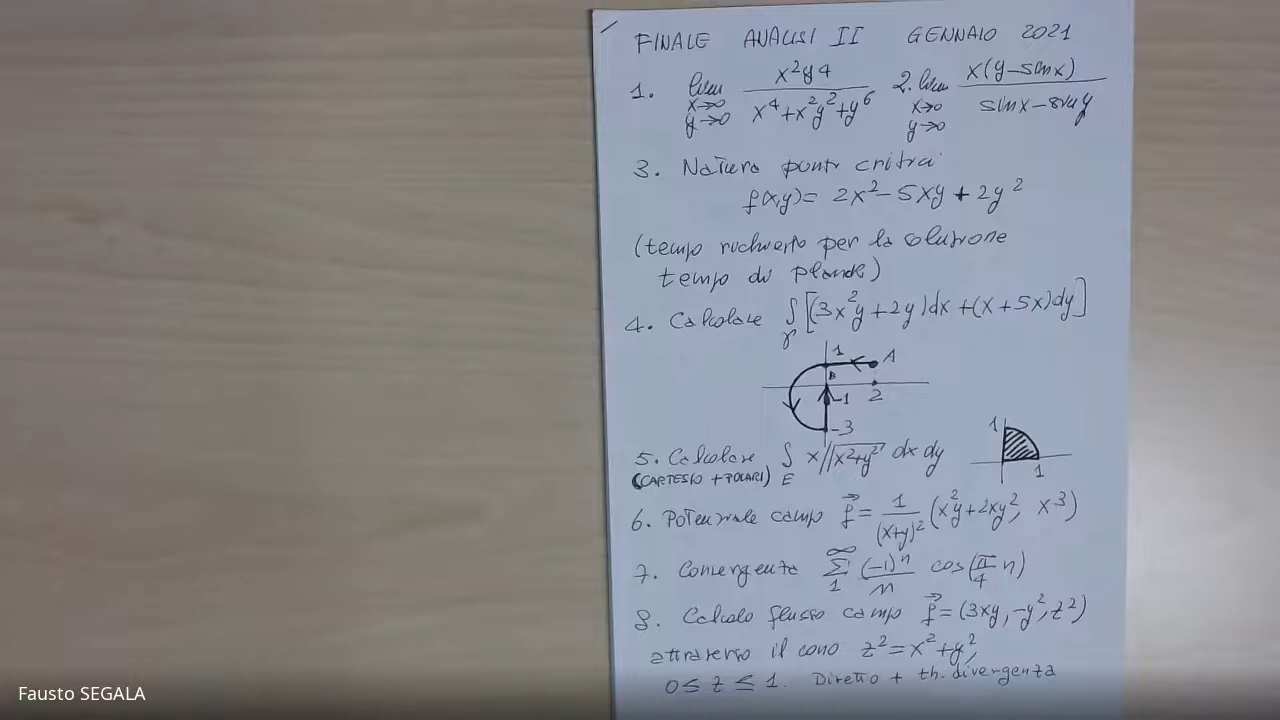 FINALE ANALISI II GENNAIO 2021
1. lim x→0 y→0 x²y⁴ / (x⁴+x²y²+y⁶) 2. lim x→0 y→0 x(y-sinx) / (sinx-siny)
3. Natura punti critici
f(x,y)= 2x²-5xy+2y²
(tempo richiesto per la soluzione
tempo di Planck)
4. Calcolare ∫γ [(3x²y+2y)dx+(x+5x)dy]
1 A
B
-1 2
-3
1
5. Calcolare ∫E x/√(x²+y²) dx dy
(CARTESIO + POLARI)
1
6. Potenziale campo f⃗ = 1/(x+y)² (x²y+2xy², x³)
7. Convergenza ∑₁^∞ (-1)ⁿ/n cos(π/4 n)
8. Calcolo flusso campo f⃗=(3xy,-y²,z²)
attraverso il cono z²=x²+y²,
0≤z≤1. Diretto + th. divergenza
Fausto SEGALA